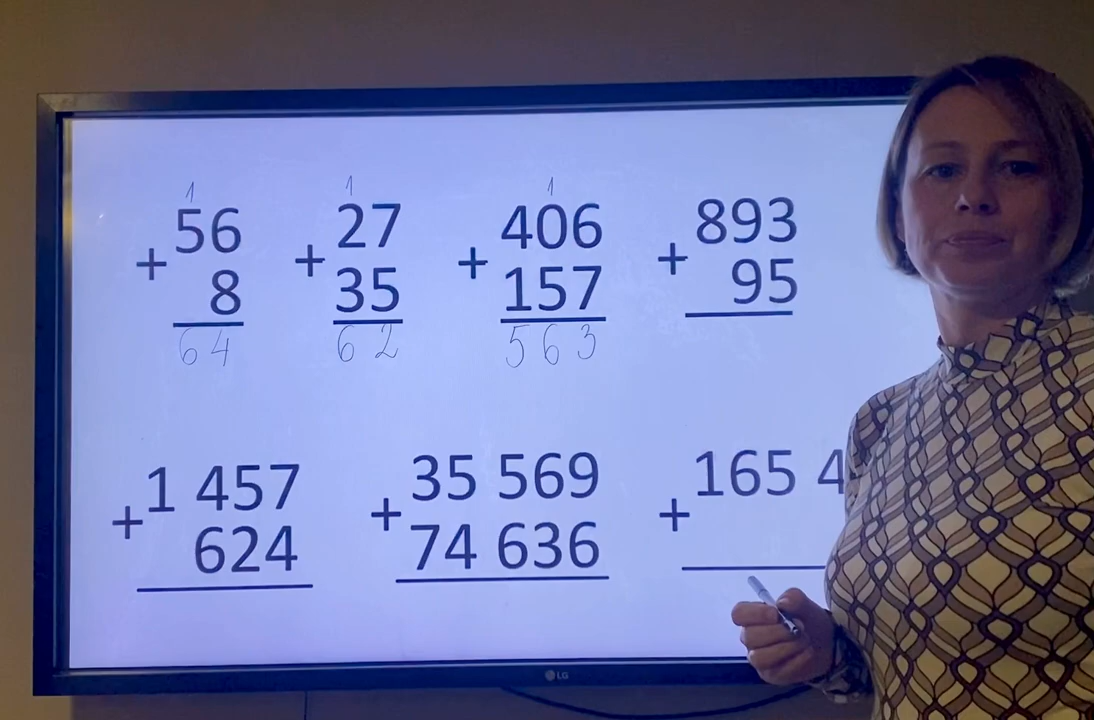 1 1 1
56 27 406 893
+ + + +
8 35 157 95
64 62 563
1 457 35 569 165 4
+ + +
624 74 636
LG